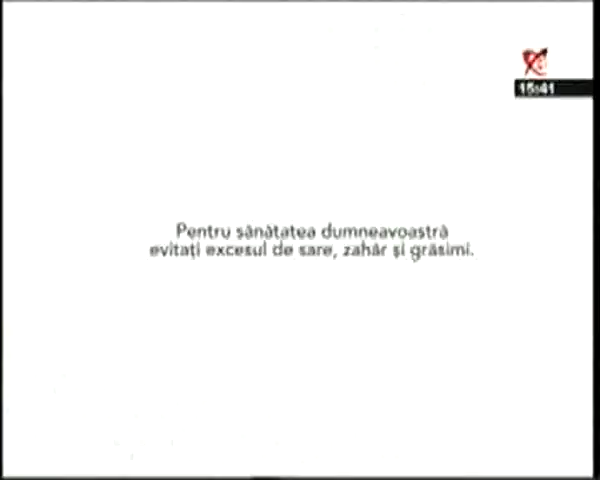 15:41
Pentru sănătatea dumneavoastră
evitați excesul de sare, zahăr și grăsimi.